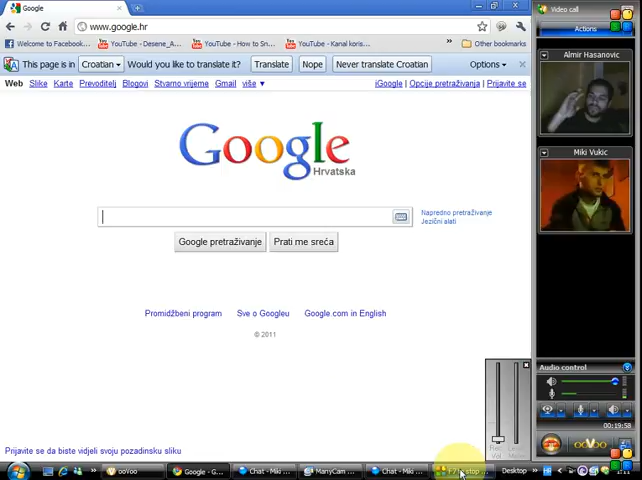 Google
Video call
Actions
www.google.hr
Welcome to Facebook...
YouTube - Desene_A...
YouTube - How to Sn...
YouTube - Kanal koris...
Other bookmarks
This page is in
Croatian
Would you like to translate it?
Translate
Nope
Never translate Croatian
Options
Almir Hasanovic
Web Slike Karte Prevoditelj Blogovi Stvarno vrijeme Gmail više
iGoogle | Opcije pretraživanja | Prijavite se
Google
Hrvatska
Miki Vukic
Napredno pretraživanje
Jezični alati
Google pretraživanje
Prati me sreća
Promidžbeni program
Sve o Googleu
Google.com in English
© 2011
Audio control
Rec Vol
00:19:58
Prijavite se da biste vidjeli svoju pozadinsku sliku
ooVoo
Google - G...
Chat - Miki ...
ManyCam ...
Chat - Miki ...
Desktop
ooVoo